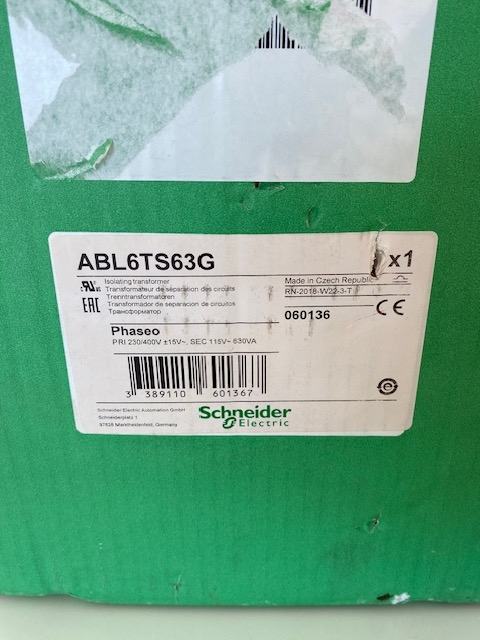 ABL6TS63G
x1
Isolating transformer
Transformateur de séparation des circuits
Trenntransformatoren
Transformador de separacion de circuitos
Трансформатор
Made in Czech Republic
RN-2018-W22-3-T
EAC
060136
CE
Phaseo
PRI 230/400V ±15V~, SEC 115V~ 630VA
3 389110 601367
Schneider Electric Automation GmbH
Schneiderplatz 1
97828 Marktheidenfeld, Germany
Schneider
Electric